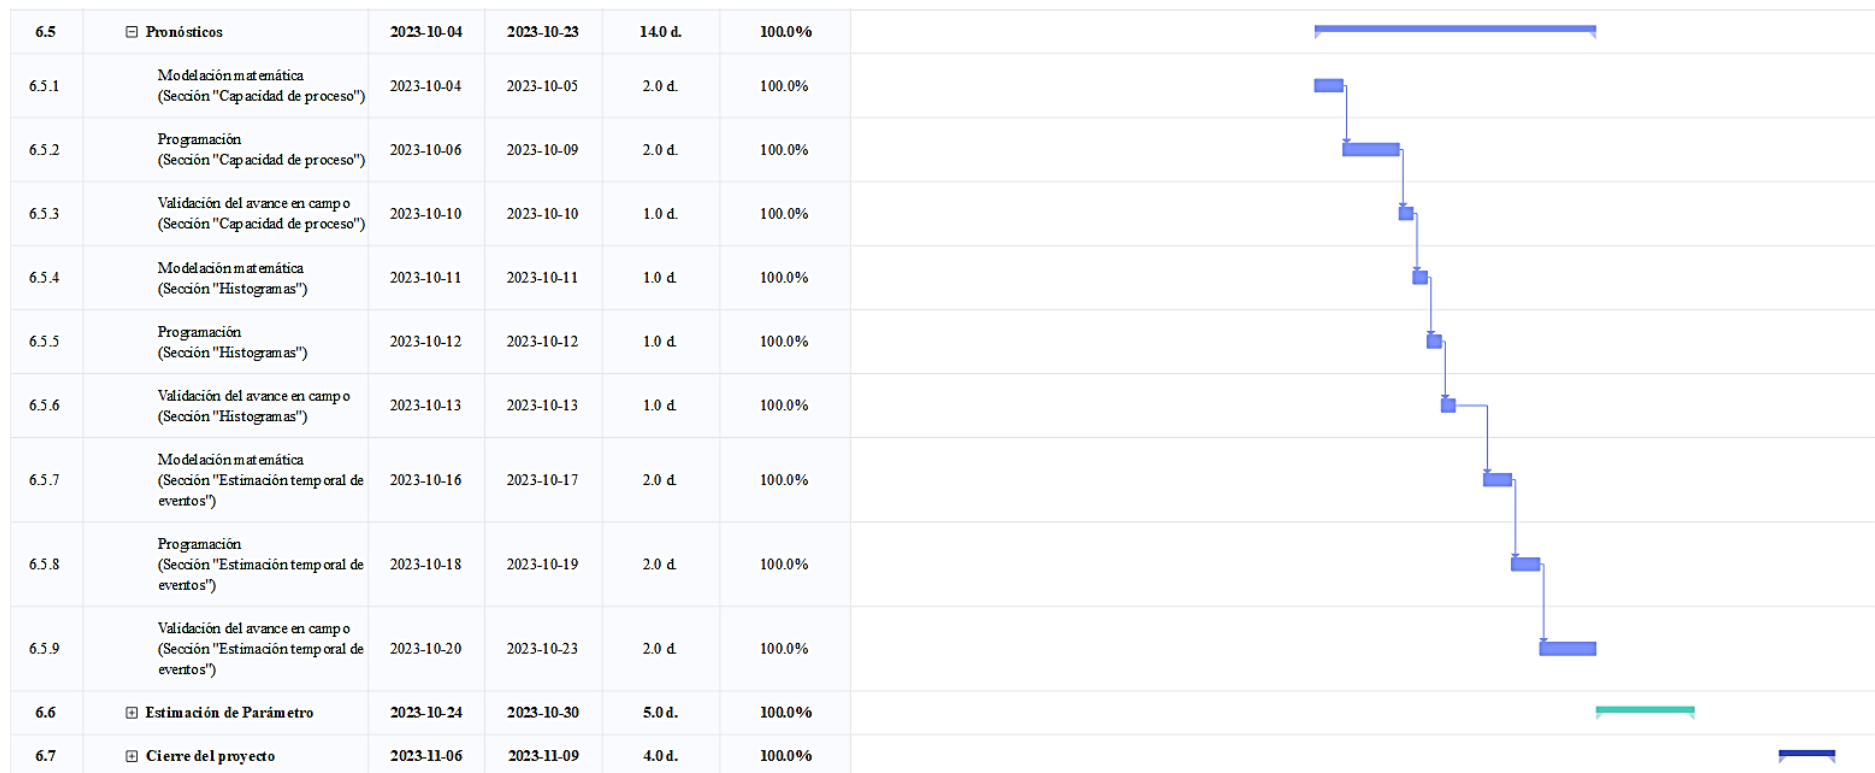 6.5 Pronósticos 2023-10-04 2023-10-23 14.0 d. 100.0%
Modelación matemática
6.5.1 (Sección "Capacidad de proceso") 2023-10-04 2023-10-05 2.0 d. 100.0%
Programación
6.5.2 (Sección "Capacidad de proceso") 2023-10-06 2023-10-09 2.0 d. 100.0%
Validación del avance en campo
6.5.3 (Sección "Capacidad de proceso") 2023-10-10 2023-10-10 1.0 d. 100.0%
Modelación matemática
6.5.4 (Sección "Histogramas") 2023-10-11 2023-10-11 1.0 d. 100.0%
Programación
6.5.5 (Sección "Histogramas") 2023-10-12 2023-10-12 1.0 d. 100.0%
Validación del avance en campo
6.5.6 (Sección "Histogramas") 2023-10-13 2023-10-13 1.0 d. 100.0%
Modelación matemática
6.5.7 (Sección "Estimación temporal de 2023-10-16 2023-10-17 2.0 d. 100.0%
eventos")
Programación
6.5.8 (Sección "Estimación temporal de 2023-10-18 2023-10-19 2.0 d. 100.0%
eventos")
Validación del avance en campo
6.5.9 (Sección "Estimación temporal de 2023-10-20 2023-10-23 2.0 d. 100.0%
eventos")
6.6 Estimación de Parámetro 2023-10-24 2023-10-30 5.0 d. 100.0%
6.7 Cierre del proyecto 2023-11-06 2023-11-09 4.0 d. 100.0%